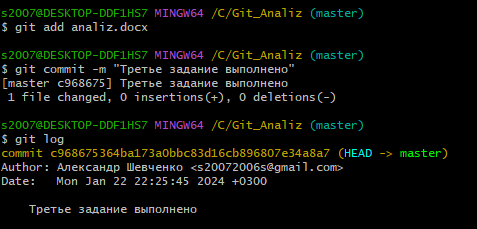 s2007@DESKTOP-DDF1HS7 MINGW64 /C/Git_Analiz (master)
$ git add analiz.docx
s2007@DESKTOP-DDF1HS7 MINGW64 /C/Git_Analiz (master)
$ git commit -m "Третье задание выполнено"
[master c968675] Третье задание выполнено
1 file changed, 0 insertions(+), 0 deletions(-)
s2007@DESKTOP-DDF1HS7 MINGW64 /C/Git_Analiz (master)
$ git log
commit c968675364ba173a0bbc83d16cb896807e34a8a7 (HEAD -> master)
Author: Александр Шевченко <s20072006s@gmail.com>
Date:   Mon Jan 22 22:25:45 2024 +0300
Третье задание выполнено